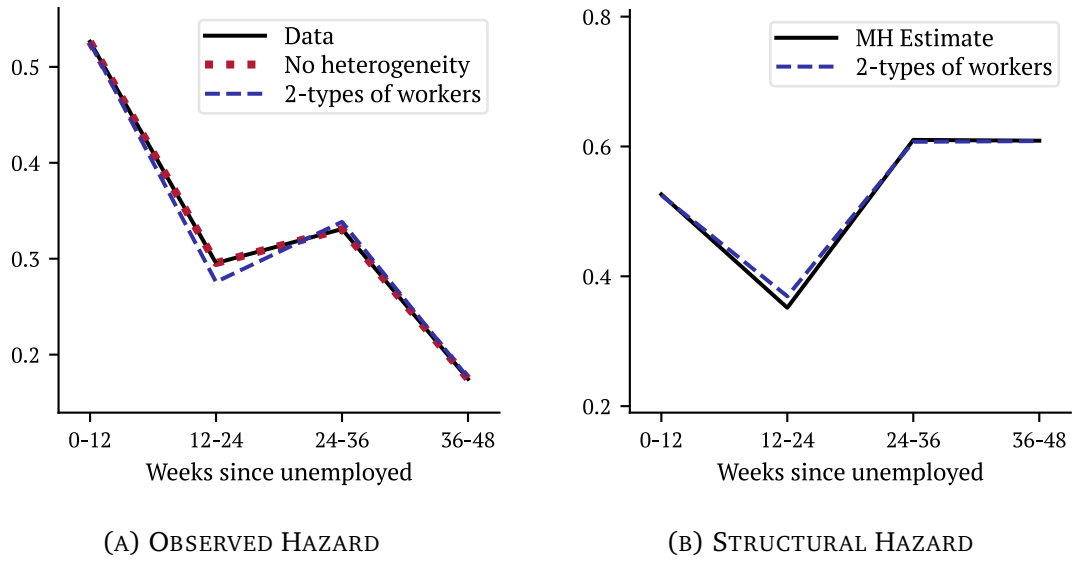 0.5
0.4
0.3
0.2
0-12
12-24
24-36
36-48
Weeks since unemployed
Data
No heterogeneity
2-types of workers
(A) OBSERVED HAZARD
0.8
0.6
0.4
0.2
0-12
12-24
24-36
36-48
Weeks since unemployed
MH Estimate
2-types of workers
(B) STRUCTURAL HAZARD